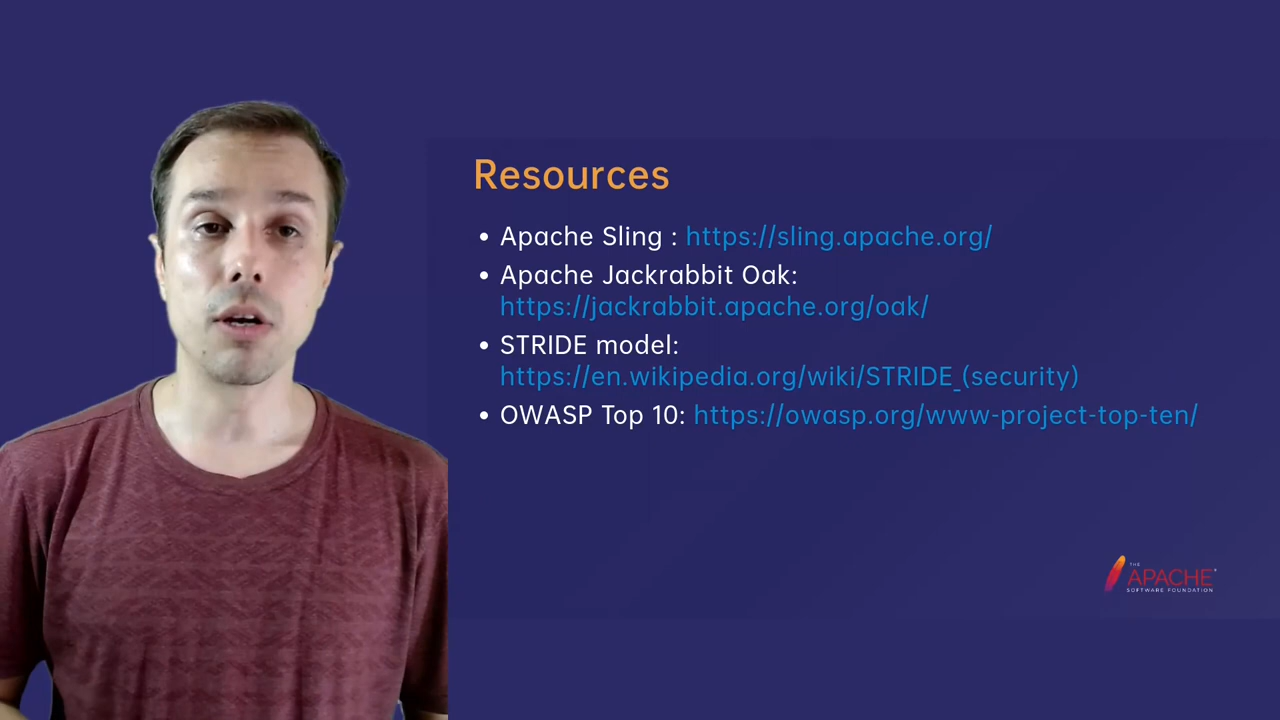 Resources
• Apache Sling : https://sling.apache.org/
• Apache Jackrabbit Oak:
https://jackrabbit.apache.org/oak/
• STRIDE model:
https://en.wikipedia.org/wiki/STRIDE_(security)
• OWASP Top 10: https://owasp.org/www-project-top-ten/
THE
APACHE
SOFTWARE FOUNDATION